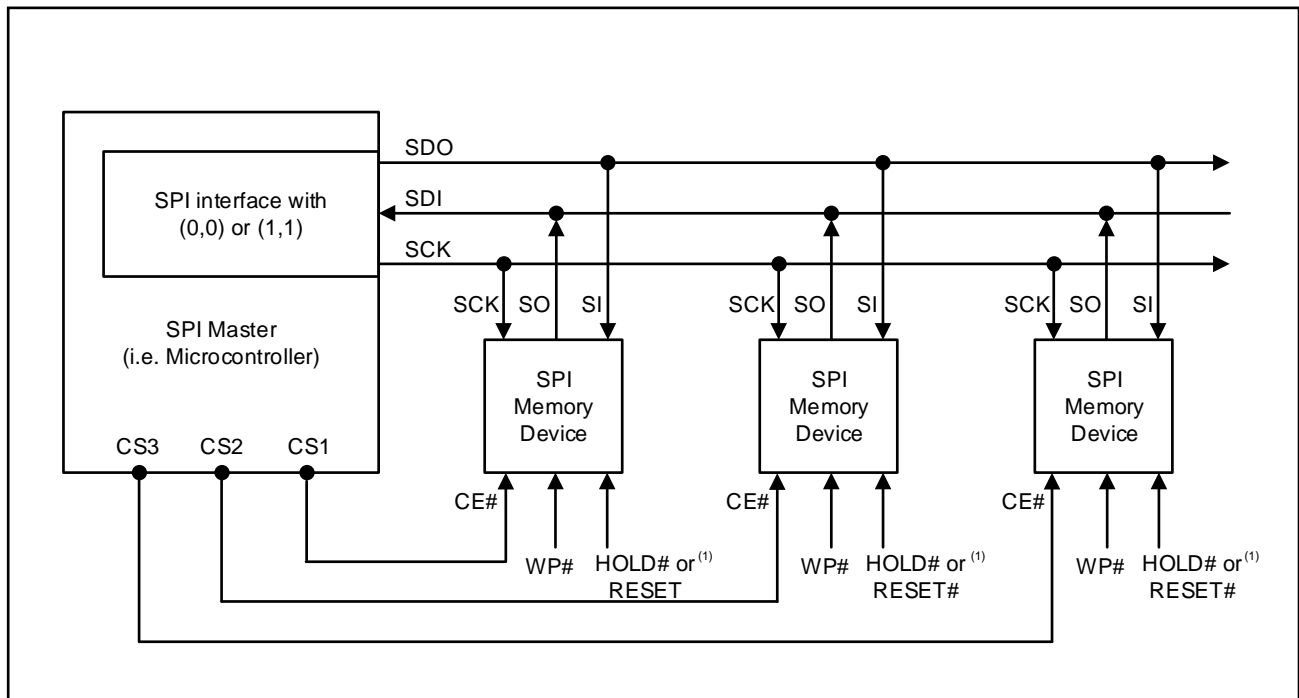 SDO
SPI interface with
(0,0) or (1,1)
SDI
SCK
SPI Master
(i.e. Microcontroller)
SCK SO SI
SCK SO SI
SCK SO SI
SPI
Memory
Device
SPI
Memory
Device
SPI
Memory
Device
CS3 CS2 CS1
CE#
CE#
CE#
WP#
HOLD# or (1)
RESET
WP#
HOLD# or (1)
RESET#
WP#
HOLD# or (1)
RESET#